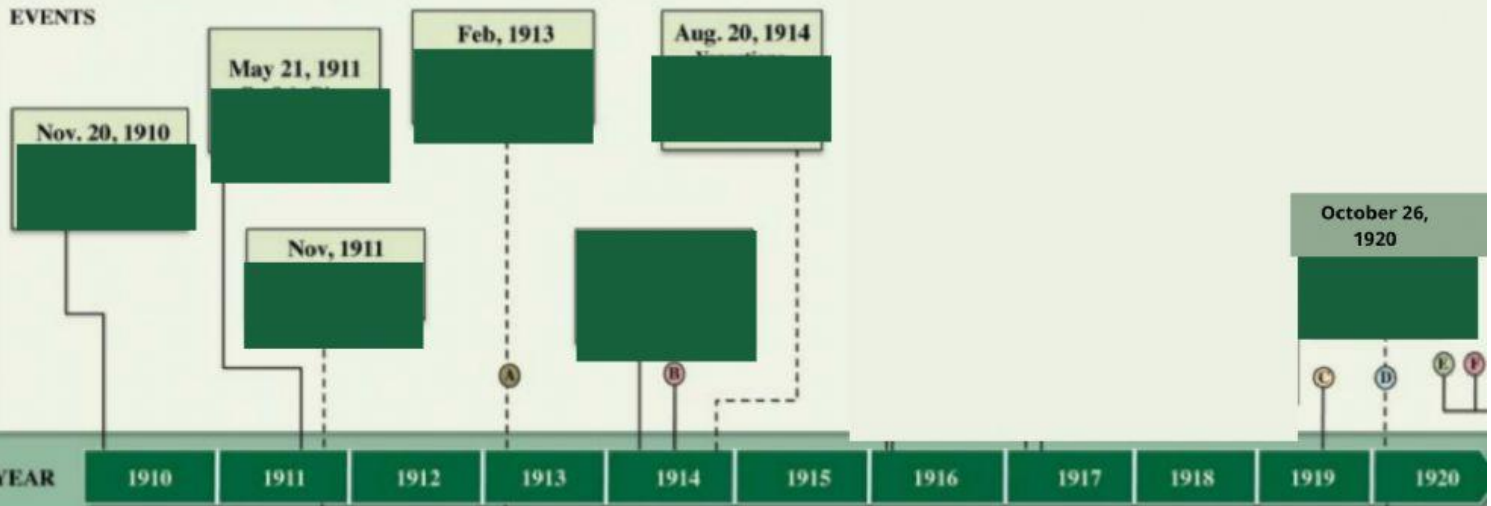 EVENTS
Nov. 20, 1910
May 21, 1911
Nov, 1911
Feb, 1913
Aug. 20, 1914
October 26,
1920
A
B
C
D
E
F
YEAR
1910
1911
1912
1913
1914
1915
1916
1917
1918
1919
1920